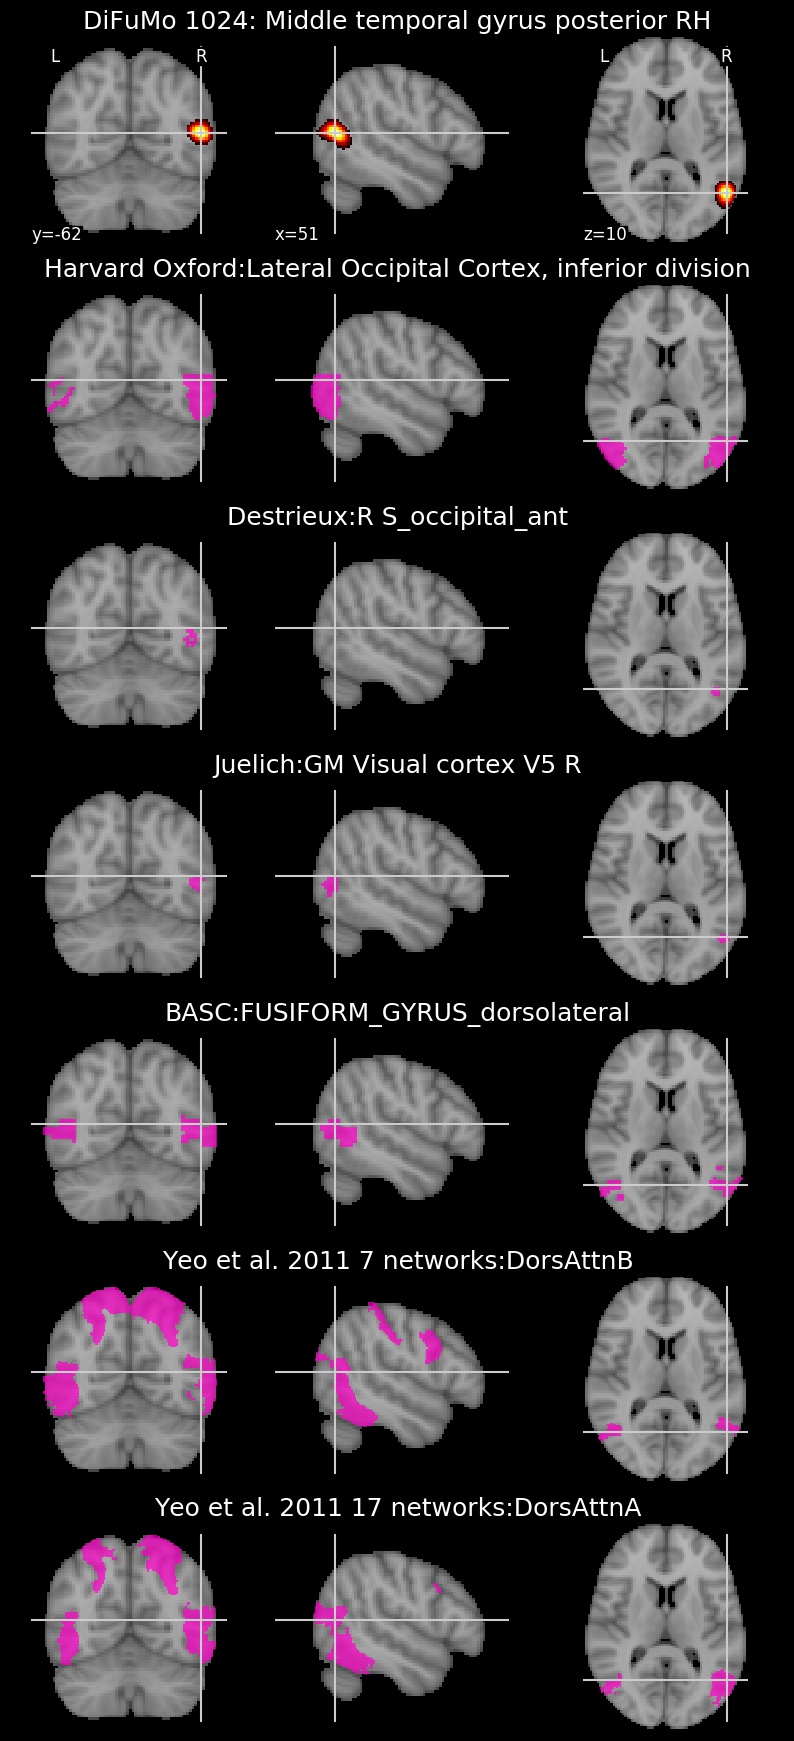 DiFuMo 1024: Middle temporal gyrus posterior RH
L R L R
y=-62 x=51 z=10
Harvard Oxford:Lateral Occipital Cortex, inferior division
Destrieux:R S_occipital_ant
Juelich:GM Visual cortex V5 R
BASC:FUSIFORM_GYRUS_dorsolateral
Yeo et al. 2011 7 networks:DorsAttnB
Yeo et al. 2011 17 networks:DorsAttnA